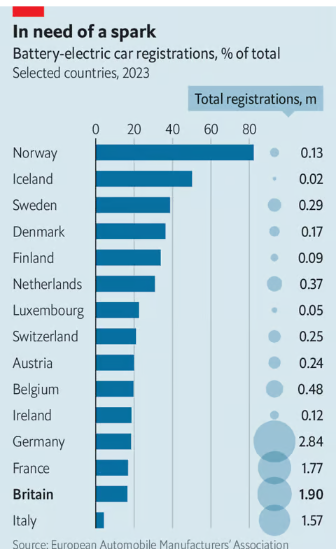 In need of a spark
Battery-electric car registrations, % of total
Selected countries, 2023
Total registrations, m
0 20 40 60 80
Norway 0.13
Iceland 0.02
Sweden 0.29
Denmark 0.17
Finland 0.09
Netherlands 0.37
Luxembourg 0.05
Switzerland 0.25
Austria 0.24
Belgium 0.48
Ireland 0.12
Germany 2.84
France 1.77
Britain 1.90
Italy 1.57
Source: European Automobile Manufacturers' Association